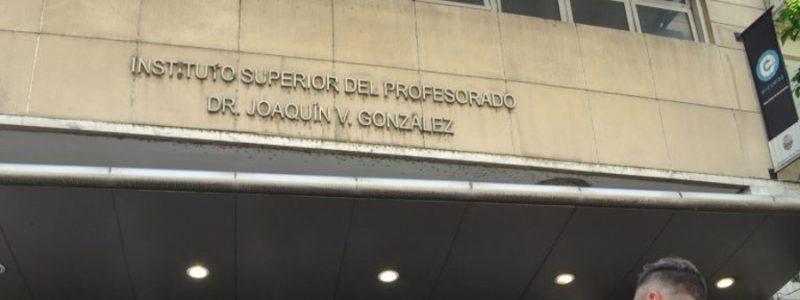 INSTITUTO SUPERIOR DEL PROFESORADO
DR. JOAQUÍN V. GONZÁLEZ